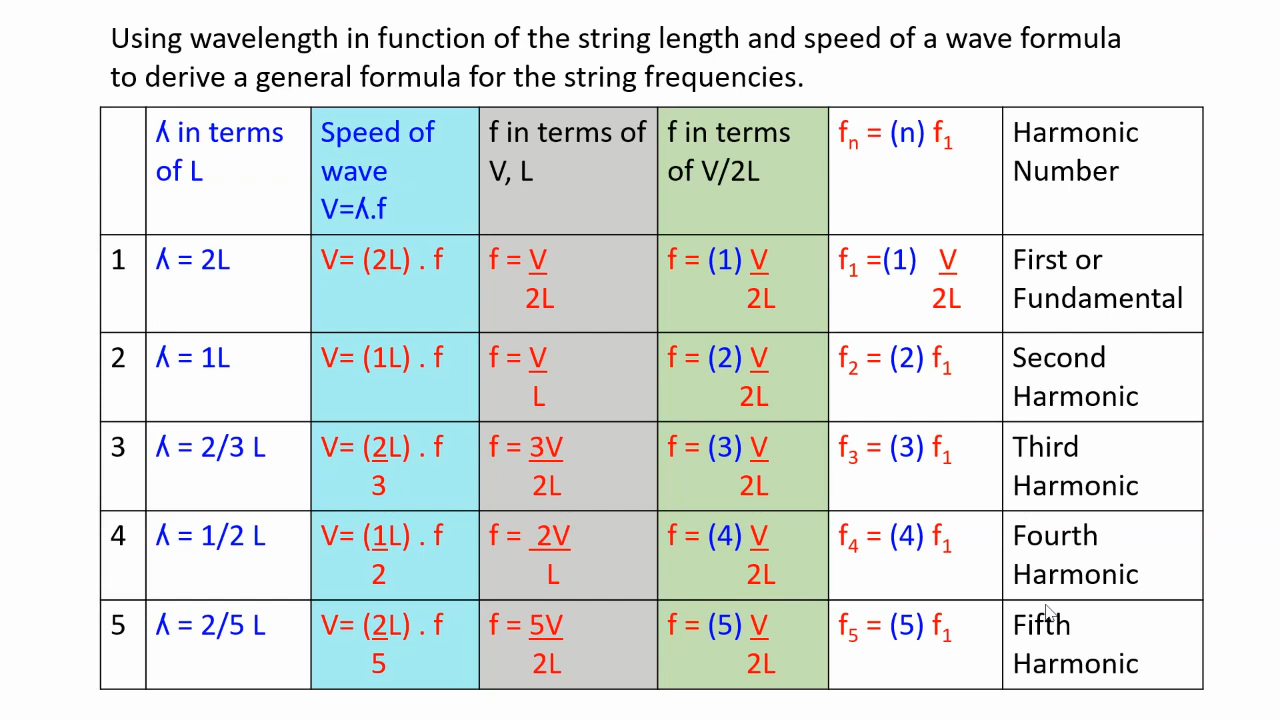 Using wavelength in function of the string length and speed of a wave formula
to derive a general formula for the string frequencies.
ʎ in terms of L | Speed of wave V=ʎ.f | f in terms of V, L | f in terms of V/2L | fₙ = (n) f₁ | Harmonic Number
1 | ʎ = 2L | V= (2L) . f | f = V/2L | f = (1) V/2L | f₁ =(1) V/2L | First or Fundamental
2 | ʎ = 1L | V= (1L) . f | f = V/L | f = (2) V/2L | f₂ = (2) f₁ | Second Harmonic
3 | ʎ = 2/3 L | V= (2L) . f / 3 | f = 3V/2L | f = (3) V/2L | f₃ = (3) f₁ | Third Harmonic
4 | ʎ = 1/2 L | V= (1L) . f / 2 | f = 2V/L | f = (4) V/2L | f₄ = (4) f₁ | Fourth Harmonic
5 | ʎ = 2/5 L | V= (2L) . f / 5 | f = 5V/2L | f = (5) V/2L | f₅ = (5) f₁ | Fifth Harmonic